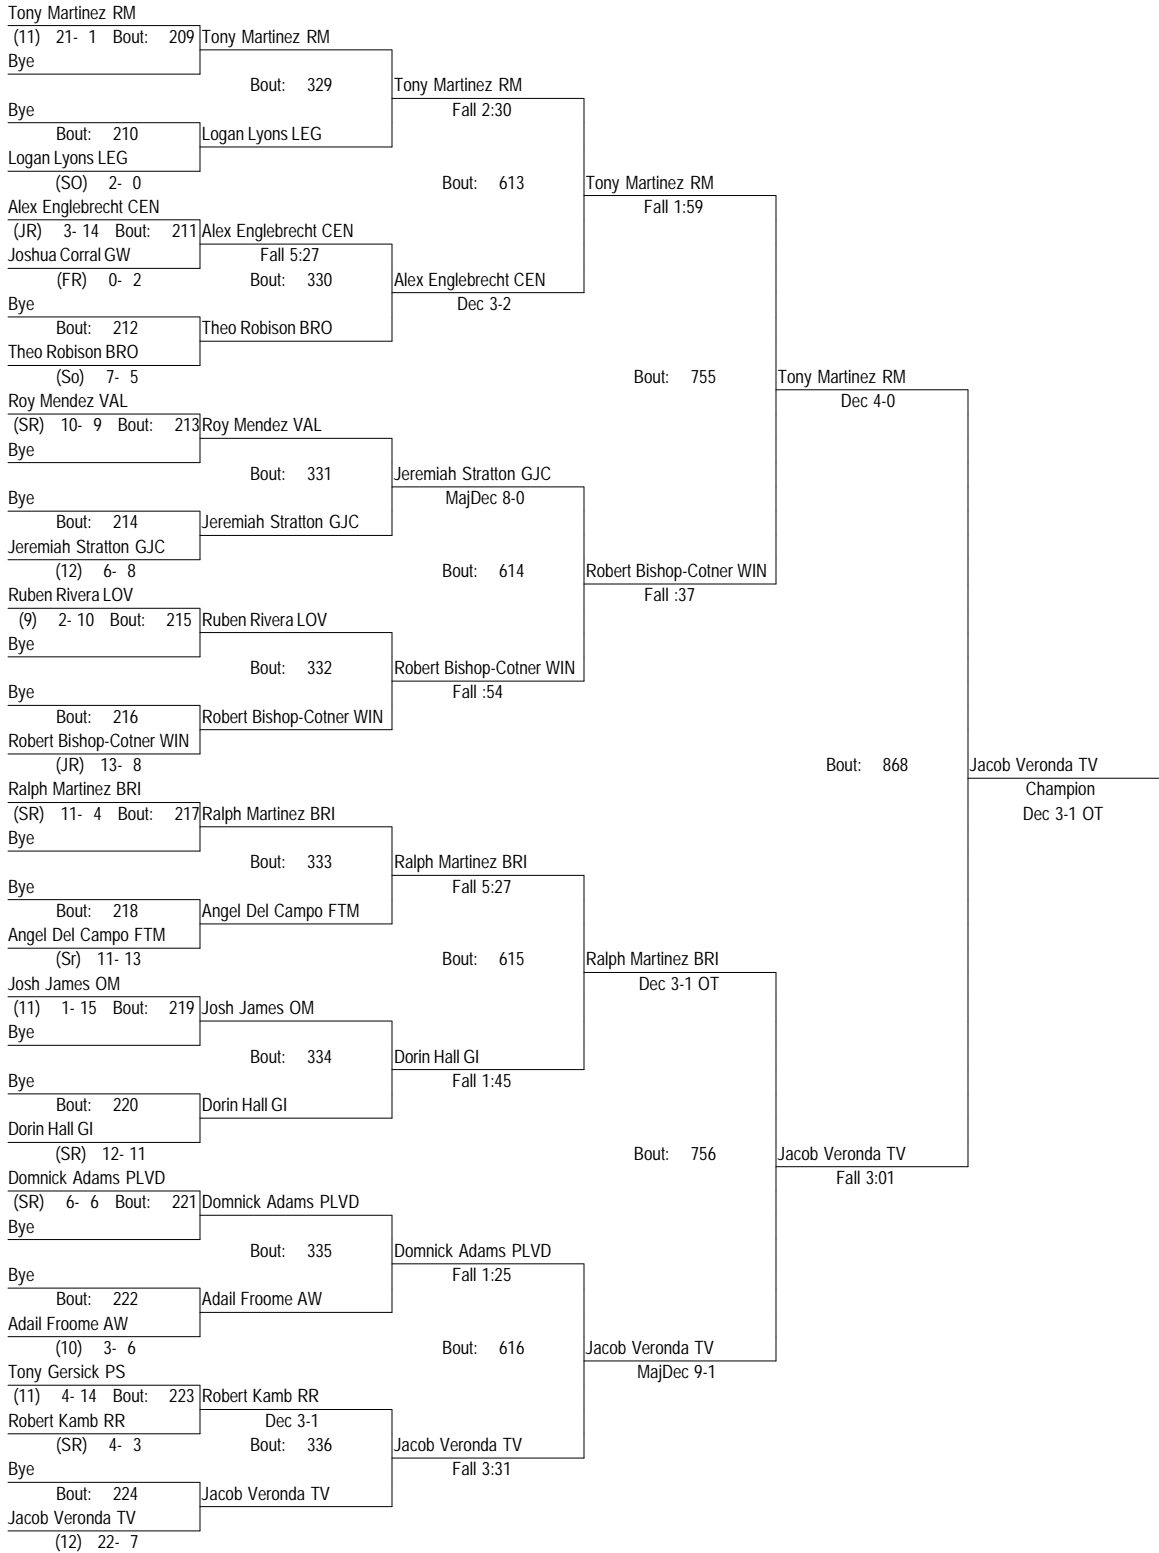 Tony Martinez RM
(11) 21- 1 Bout: 209 Tony Martinez RM
Bye
Bout: 329 Tony Martinez RM
Bye Fall 2:30
Bout: 210 Logan Lyons LEG
Logan Lyons LEG
(SO) 2- 0 Bout: 613 Tony Martinez RM
Alex Englebrecht CEN Fall 1:59
(JR) 3- 14 Bout: 211 Alex Englebrecht CEN
Joshua Corral GW Fall 5:27
(FR) 0- 2 Bout: 330 Alex Englebrecht CEN
Bye Dec 3-2
Bout: 212 Theo Robison BRO
Theo Robison BRO
(So) 7- 5 Bout: 755 Tony Martinez RM
Roy Mendez VAL Dec 4-0
(SR) 10- 9 Bout: 213 Roy Mendez VAL
Bye
Bout: 331 Jeremiah Stratton GJC
Bye MajDec 8-0
Bout: 214 Jeremiah Stratton GJC
Jeremiah Stratton GJC
(12) 6- 8 Bout: 614 Robert Bishop-Cotner WIN
Ruben Rivera LOV Fall :37
(9) 2- 10 Bout: 215 Ruben Rivera LOV
Bye
Bout: 332 Robert Bishop-Cotner WIN
Bye Fall :54
Bout: 216 Robert Bishop-Cotner WIN
Robert Bishop-Cotner WIN
(JR) 13- 8 Bout: 868 Jacob Veronda TV
Ralph Martinez BRI Champion
(SR) 11- 4 Bout: 217 Ralph Martinez BRI Dec 3-1 OT
Bye
Bout: 333 Ralph Martinez BRI
Bye Fall 5:27
Bout: 218 Angel Del Campo FTM
Angel Del Campo FTM
(Sr) 11- 13 Bout: 615 Ralph Martinez BRI
Josh James OM Dec 3-1 OT
(11) 1- 15 Bout: 219 Josh James OM
Bye
Bout: 334 Dorin Hall GI
Bye Fall 1:45
Bout: 220 Dorin Hall GI
Dorin Hall GI
(SR) 12- 11 Bout: 756 Jacob Veronda TV
Domnick Adams PLVD Fall 3:01
(SR) 6- 6 Bout: 221 Domnick Adams PLVD
Bye
Bout: 335 Domnick Adams PLVD
Bye Fall 1:25
Bout: 222 Adail Froome AW
Adail Froome AW
(10) 3- 6 Bout: 616 Jacob Veronda TV
Tony Gersick PS MajDec 9-1
(11) 4- 14 Bout: 223 Robert Kamb RR
Robert Kamb RR Dec 3-1
(SR) 4- 3 Bout: 336 Jacob Veronda TV
Bye Fall 3:31
Bout: 224 Jacob Veronda TV
Jacob Veronda TV
(12) 22- 7